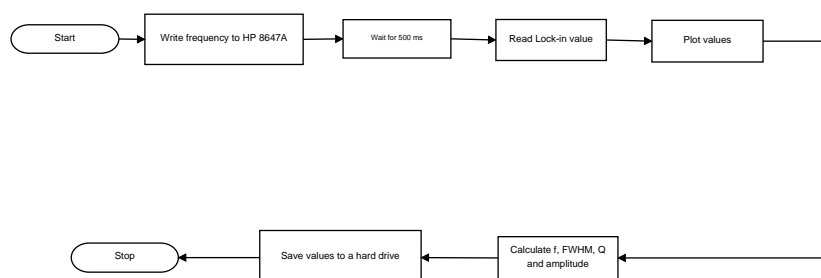 Start
Write frequency to HP 8647A
Wait for 500 ms
Read Lock-in value
Plot values
Stop
Save values to a hard drive
Calculate f, FWHM, Q
and amplitude